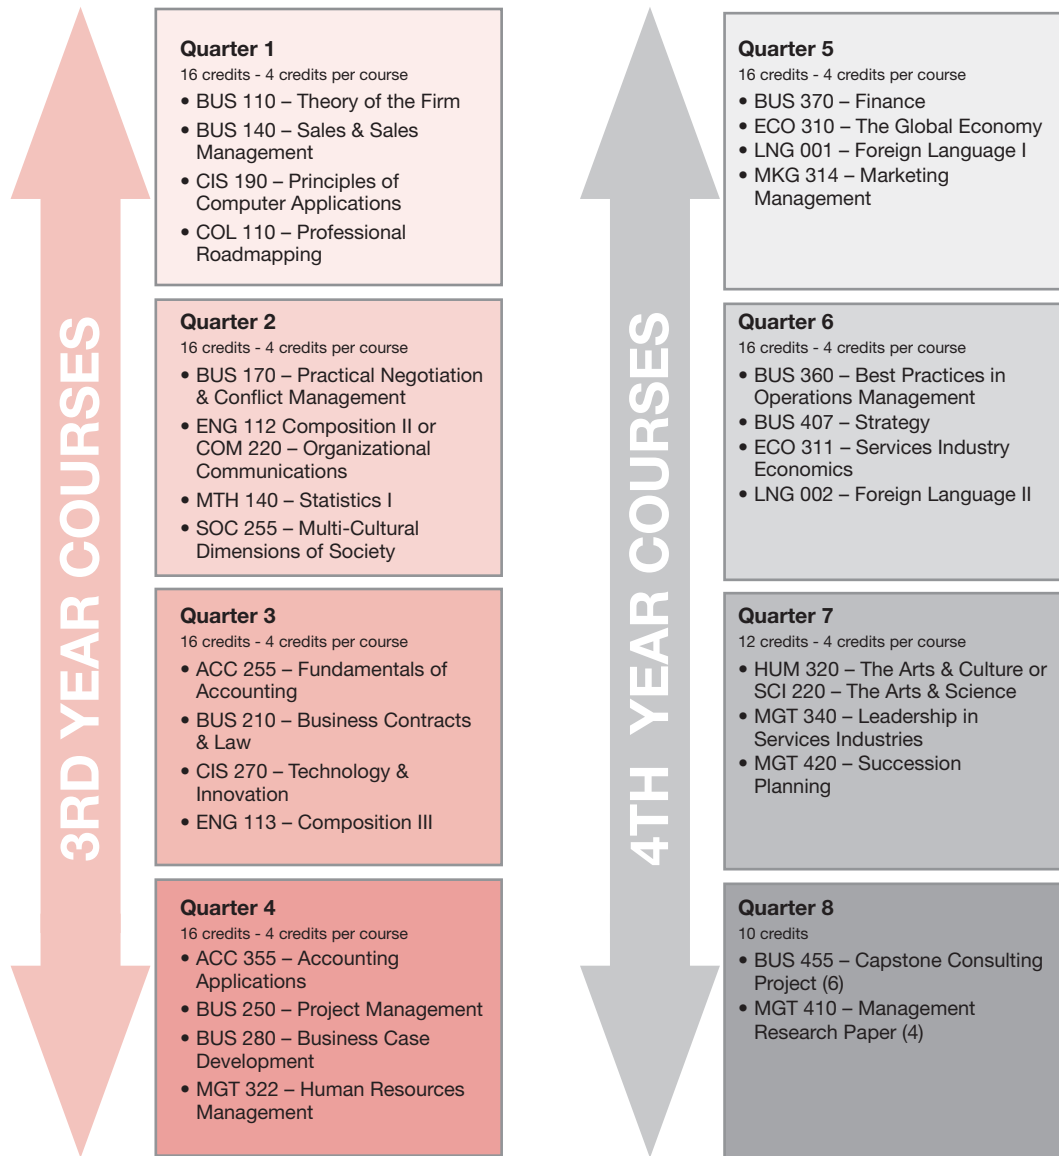 3RD YEAR COURSES
Quarter 1
16 credits - 4 credits per course
• BUS 110 – Theory of the Firm
• BUS 140 – Sales & Sales
Management
• CIS 190 – Principles of
Computer Applications
• COL 110 – Professional
Roadmapping
Quarter 2
16 credits - 4 credits per course
• BUS 170 – Practical Negotiation
& Conflict Management
• ENG 112 Composition II or
COM 220 – Organizational
Communications
• MTH 140 – Statistics I
• SOC 255 – Multi-Cultural
Dimensions of Society
Quarter 3
16 credits - 4 credits per course
• ACC 255 – Fundamentals of
Accounting
• BUS 210 – Business Contracts
& Law
• CIS 270 – Technology &
Innovation
• ENG 113 – Composition III
Quarter 4
16 credits - 4 credits per course
• ACC 355 – Accounting
Applications
• BUS 250 – Project Management
• BUS 280 – Business Case
Development
• MGT 322 – Human Resources
Management
4TH YEAR COURSES
Quarter 5
16 credits - 4 credits per course
• BUS 370 – Finance
• ECO 310 – The Global Economy
• LNG 001 – Foreign Language I
• MKG 314 – Marketing
Management
Quarter 6
16 credits - 4 credits per course
• BUS 360 – Best Practices in
Operations Management
• BUS 407 – Strategy
• ECO 311 – Services Industry
Economics
• LNG 002 – Foreign Language II
Quarter 7
12 credits - 4 credits per course
• HUM 320 – The Arts & Culture or
SCI 220 – The Arts & Science
• MGT 340 – Leadership in
Services Industries
• MGT 420 – Succession
Planning
Quarter 8
10 credits
• BUS 455 – Capstone Consulting
Project (6)
• MGT 410 – Management
Research Paper (4)